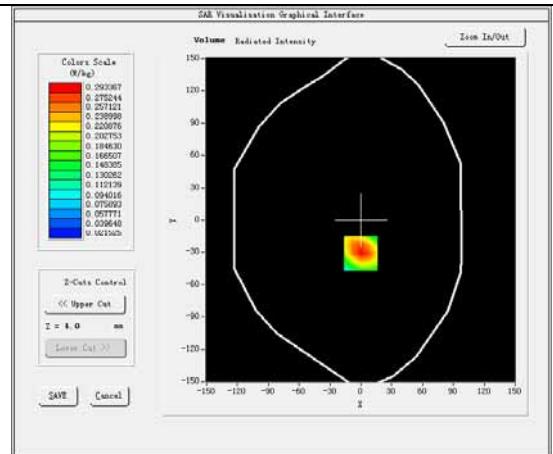 SAR Visualisation Graphical Interface
Volume Radiated Intensity
Zoom In/Out
Colors Scale
(W/kg)
0.293367
0.275244
0.257121
0.238998
0.220876
0.202753
0.184630
0.166507
0.148385
0.130262
0.112139
0.094016
0.075893
0.057771
0.039648
0.021525
150
120
90
60
30
0
-30
-60
-90
-120
-150
Y
-150 -120 -90 -60 -30 0 30 60 90 120 150
X
Z-Cuts Control
<< Upper Cut
Z = 4.0 mm
Lower Cut >>
SAVE Cancel